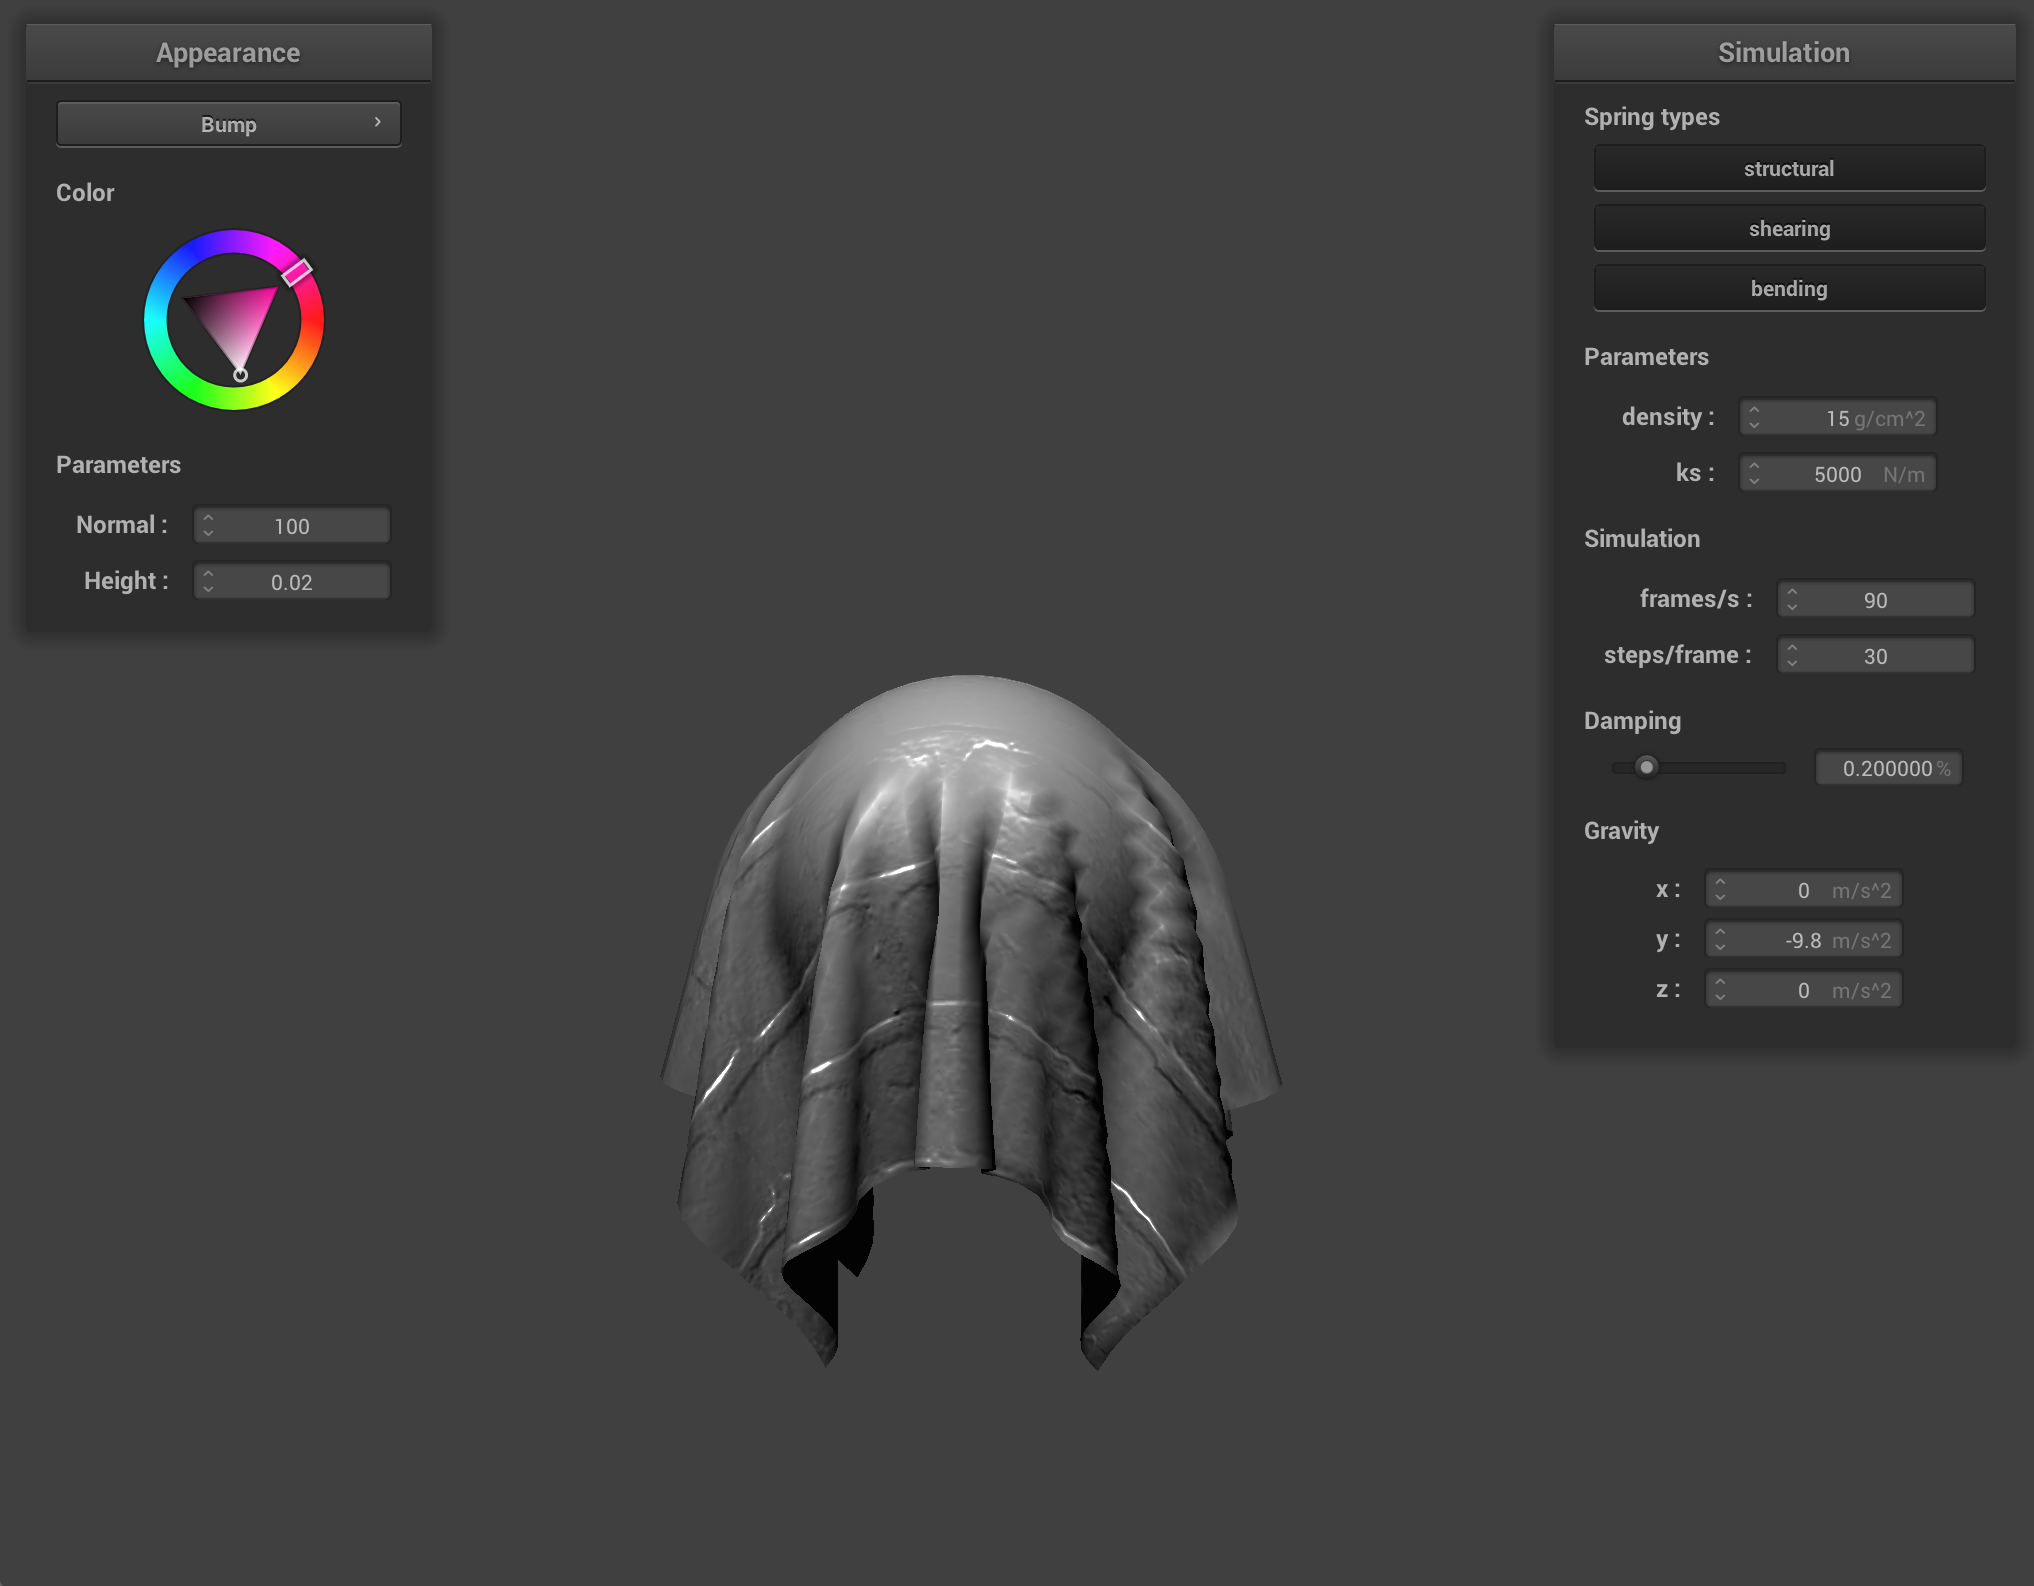 Appearance
Bump
Color
Parameters
Normal : 100
Height : 0.02
Simulation
Spring types
structural
shearing
bending
Parameters
density : 15 g/cm^2
ks : 5000 N/m
Simulation
frames/s : 90
steps/frame : 30
Damping
0.200000 %
Gravity
x : 0 m/s^2
y : -9.8 m/s^2
z : 0 m/s^2